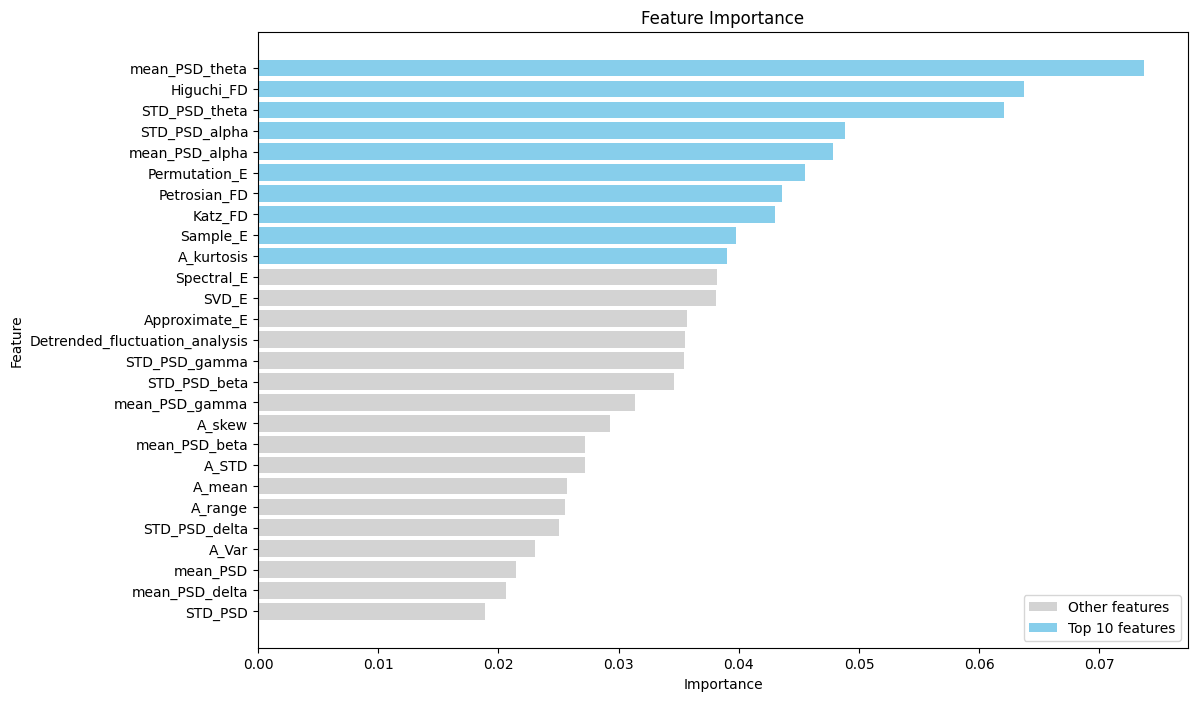 Feature Importance
mean_PSD_theta
Higuchi_FD
STD_PSD_theta
STD_PSD_alpha
mean_PSD_alpha
Permutation_E
Petrosian_FD
Katz_FD
Sample_E
A_kurtosis
Spectral_E
SVD_E
Approximate_E
Detrended_fluctuation_analysis
STD_PSD_gamma
STD_PSD_beta
mean_PSD_gamma
A_skew
mean_PSD_beta
A_STD
A_mean
A_range
STD_PSD_delta
A_Var
mean_PSD
mean_PSD_delta
STD_PSD
Feature
Other features
Top 10 features
0.00 0.01 0.02 0.03 0.04 0.05 0.06 0.07
Importance